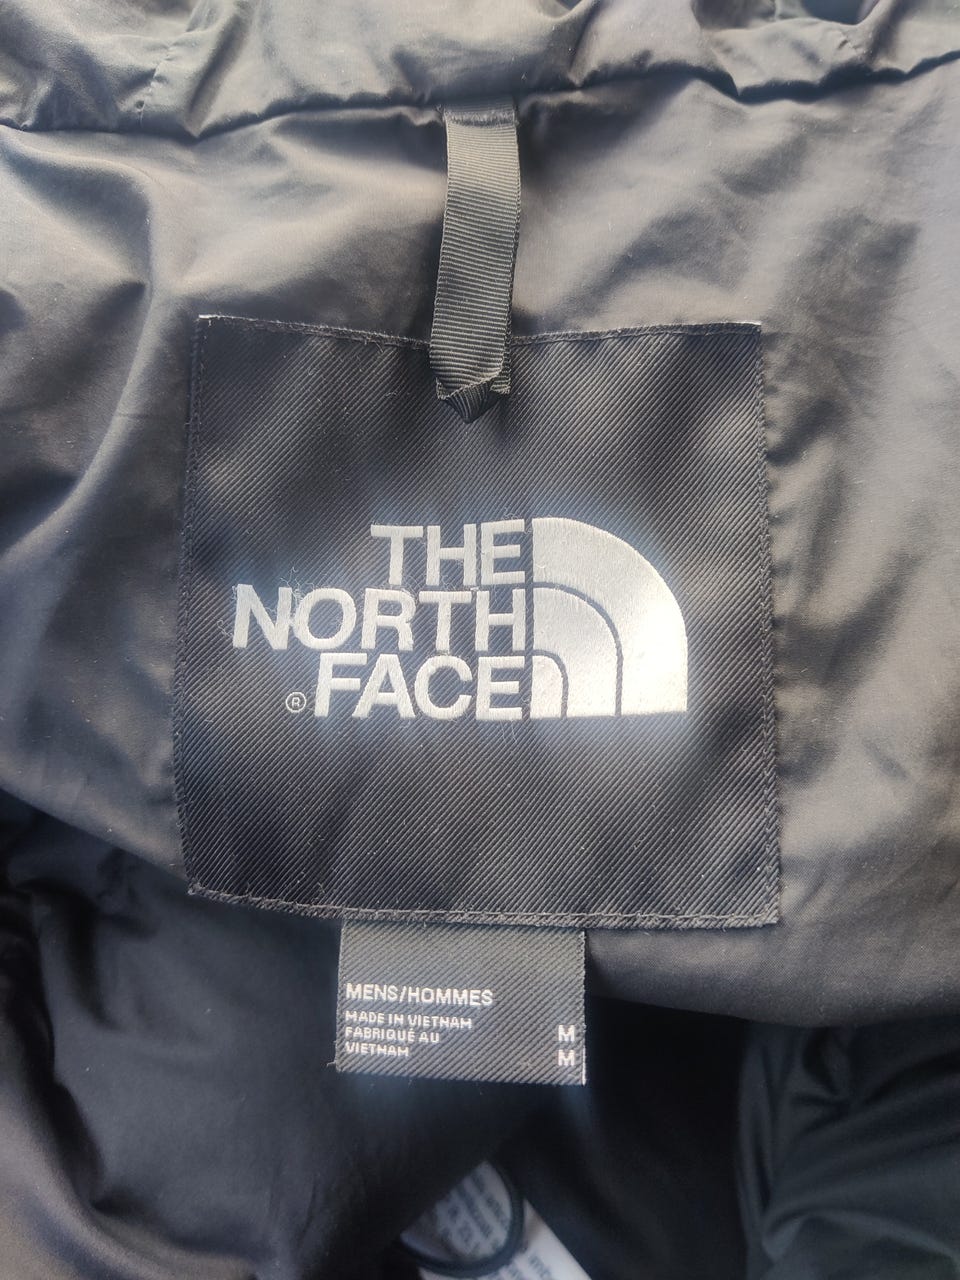 THE
NORTH
FACE
®
MENS/HOMMES
MADE IN VIETNAM
FABRIQUÉ AU
VIETNAM
M
M